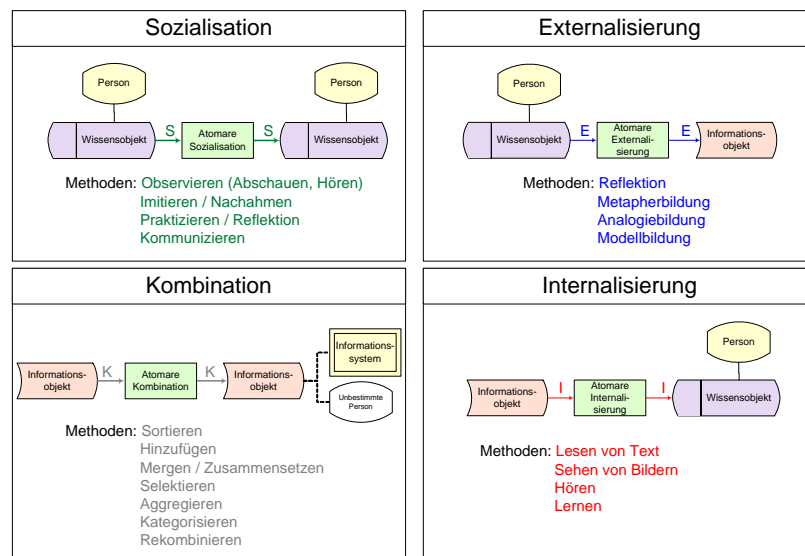 Sozialisation
Person
Person
Wissensobjekt
S
Atomare
Sozialisation
S
Wissensobjekt
Methoden: Observieren (Abschauen, Hören)
Imitieren / Nachahmen
Praktizieren / Reflektion
Kommunizieren
Externalisierung
Person
Wissensobjekt
E
Atomare
Externali-
sierung
E
Informations-
objekt
Methoden: Reflektion
Metapherbildung
Analogiebildung
Modellbildung
Kombination
Informations-
objekt
K
Atomare
Kombination
K
Informations-
objekt
Informations-
system
Unbestimmte
Person
Methoden: Sortieren
Hinzufügen
Mergen / Zusammensetzen
Selektieren
Aggregieren
Kategorisieren
Rekombinieren
Internalisierung
Person
Informations-
objekt
I
Atomare
Internali-
sierung
I
Wissensobjekt
Methoden: Lesen von Text
Sehen von Bildern
Hören
Lernen